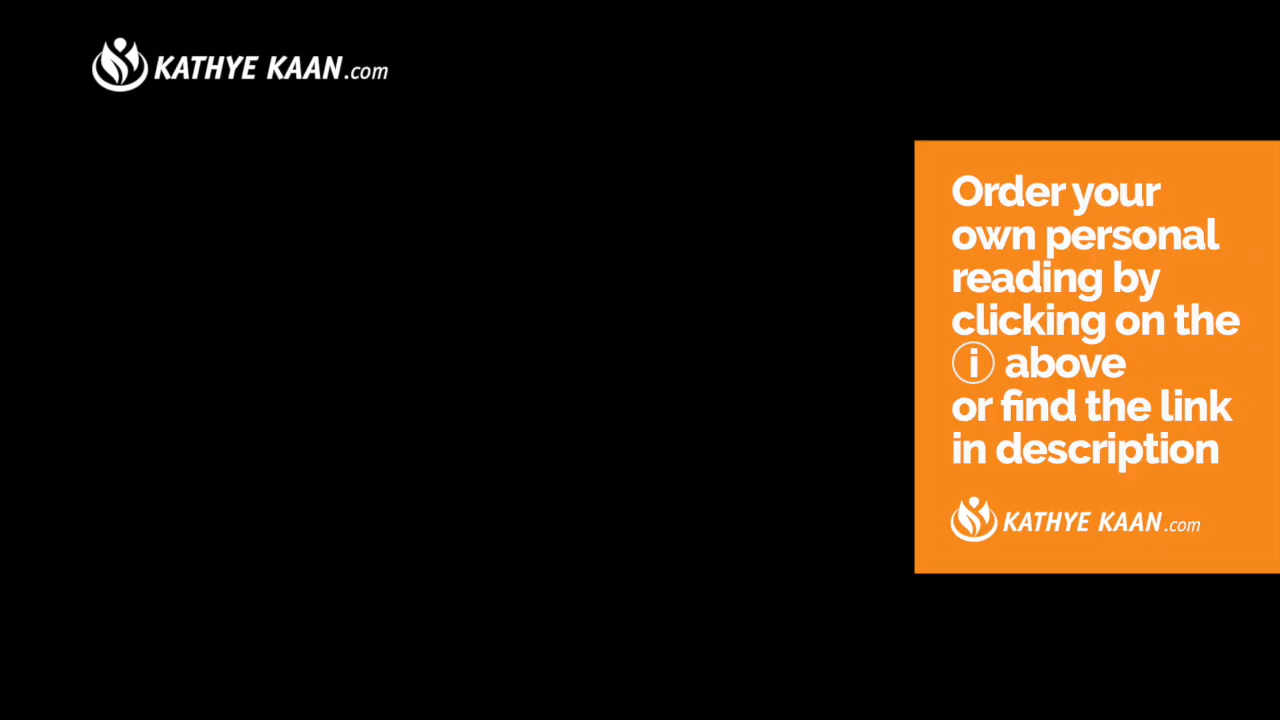 KATHYE KAAN.com
Order your
own personal
reading by
clicking on the
i above
or find the link
in description
KATHYE KAAN.com